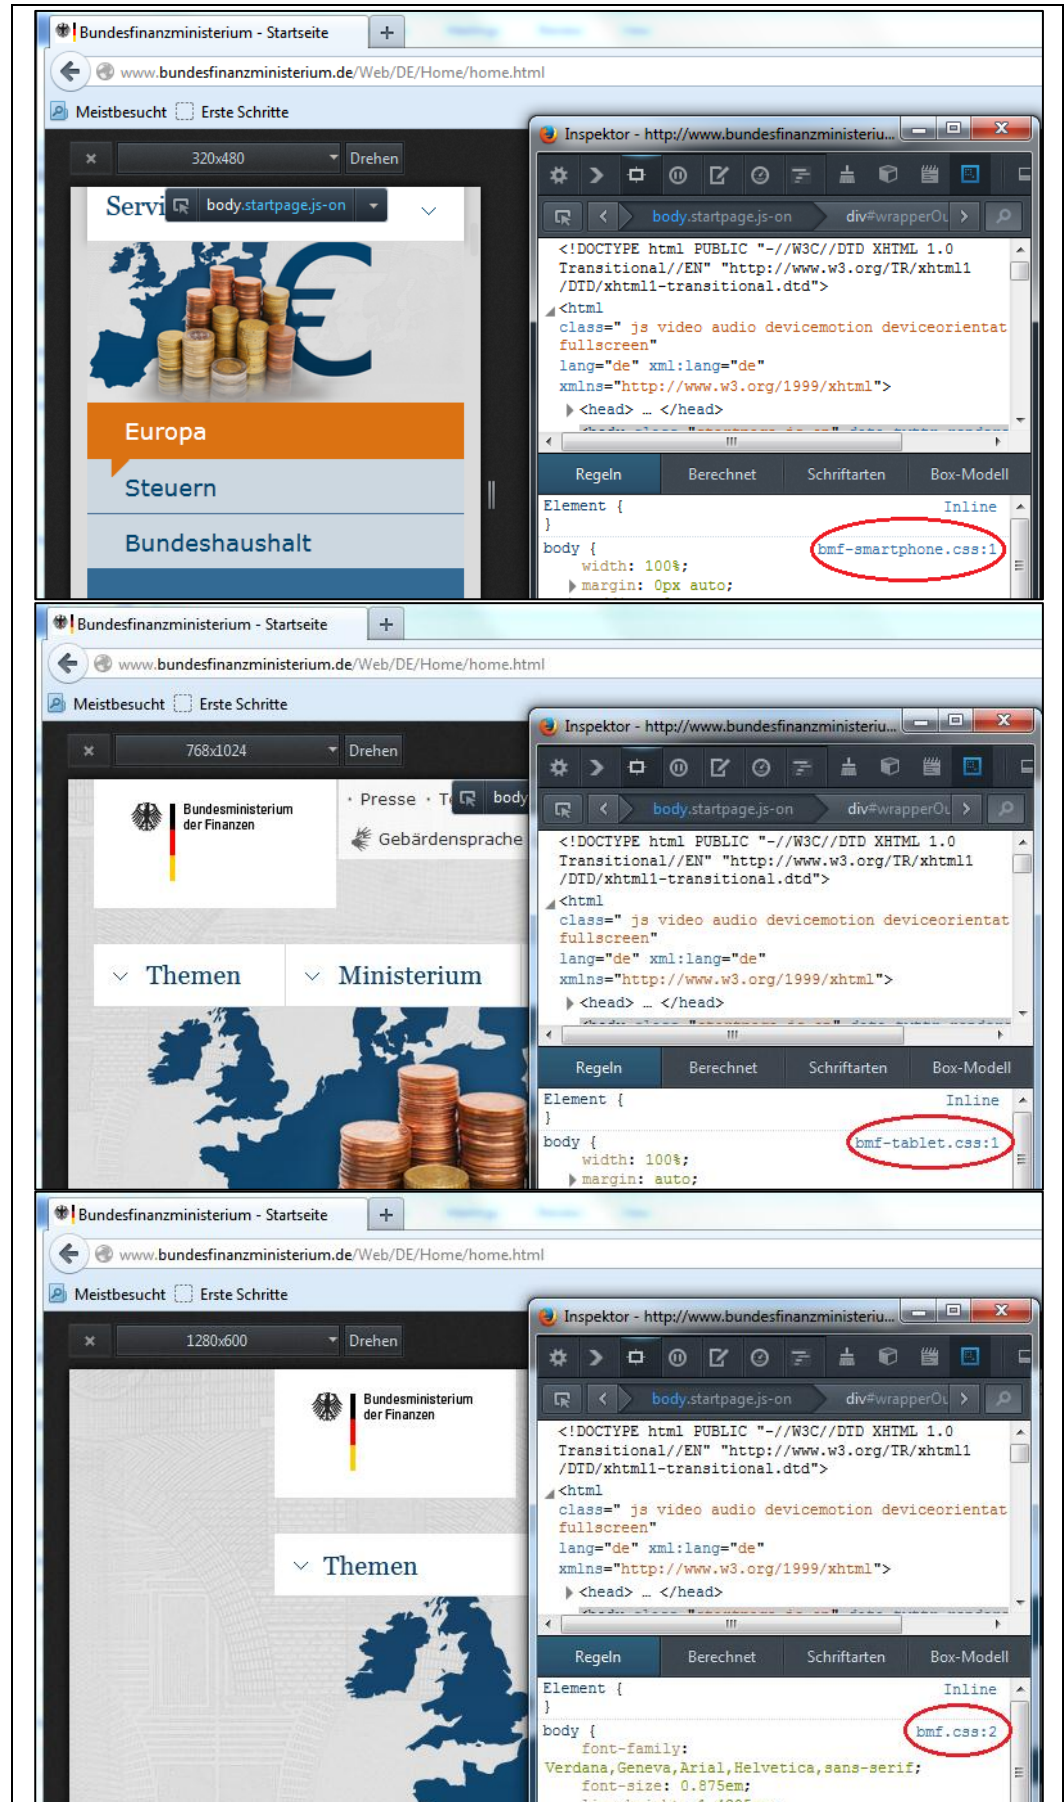 Bundesfinanzministerium - Startseite
www.bundesfinanzministerium.de/Web/DE/Home/home.html
Meistbesucht Erste Schritte
320x480 Drehen
Servi
body.startpage.js-on
Europa
Steuern
Bundeshaushalt
Inspektor - http://www.bundesfinanzministeriu...
body.startpage.js-on div#wrapperOu
<!DOCTYPE html PUBLIC "-//W3C//DTD XHTML 1.0
Transitional//EN" "http://www.w3.org/TR/xhtml1
/DTD/xhtml1-transitional.dtd">
<html
class=" js video audio devicemotion deviceorientat
fullscreen"
lang="de" xml:lang="de"
xmlns="http://www.w3.org/1999/xhtml">
<head> … </head>
Regeln Berechnet Schriftarten Box-Modell
Element { Inline
}
body { bmf-smartphone.css:1
width: 100%;
margin: 0px auto;
Bundesfinanzministerium - Startseite
www.bundesfinanzministerium.de/Web/DE/Home/home.html
Meistbesucht Erste Schritte
768x1024 Drehen
Bundesministerium
der Finanzen
· Presse · Te
body
Gebärdensprache
Themen Ministerium
Inspektor - http://www.bundesfinanzministeriu...
body.startpage.js-on div#wrapperOu
<!DOCTYPE html PUBLIC "-//W3C//DTD XHTML 1.0
Transitional//EN" "http://www.w3.org/TR/xhtml1
/DTD/xhtml1-transitional.dtd">
<html
class=" js video audio devicemotion deviceorientat
fullscreen"
lang="de" xml:lang="de"
xmlns="http://www.w3.org/1999/xhtml">
<head> … </head>
Regeln Berechnet Schriftarten Box-Modell
Element { Inline
}
body { bmf-tablet.css:1
width: 100%;
margin: auto;
Bundesfinanzministerium - Startseite
www.bundesfinanzministerium.de/Web/DE/Home/home.html
Meistbesucht Erste Schritte
1280x600 Drehen
Bundesministerium
der Finanzen
Themen
Inspektor - http://www.bundesfinanzministeriu...
body.startpage.js-on div#wrapperOu
<!DOCTYPE html PUBLIC "-//W3C//DTD XHTML 1.0
Transitional//EN" "http://www.w3.org/TR/xhtml1
/DTD/xhtml1-transitional.dtd">
<html
class=" js video audio devicemotion deviceorientat
fullscreen"
lang="de" xml:lang="de"
xmlns="http://www.w3.org/1999/xhtml">
<head> … </head>
Regeln Berechnet Schriftarten Box-Modell
Element { Inline
}
body { bmf.css:2
font-family:
Verdana,Geneva,Arial,Helvetica,sans-serif;
font-size: 0.875em;